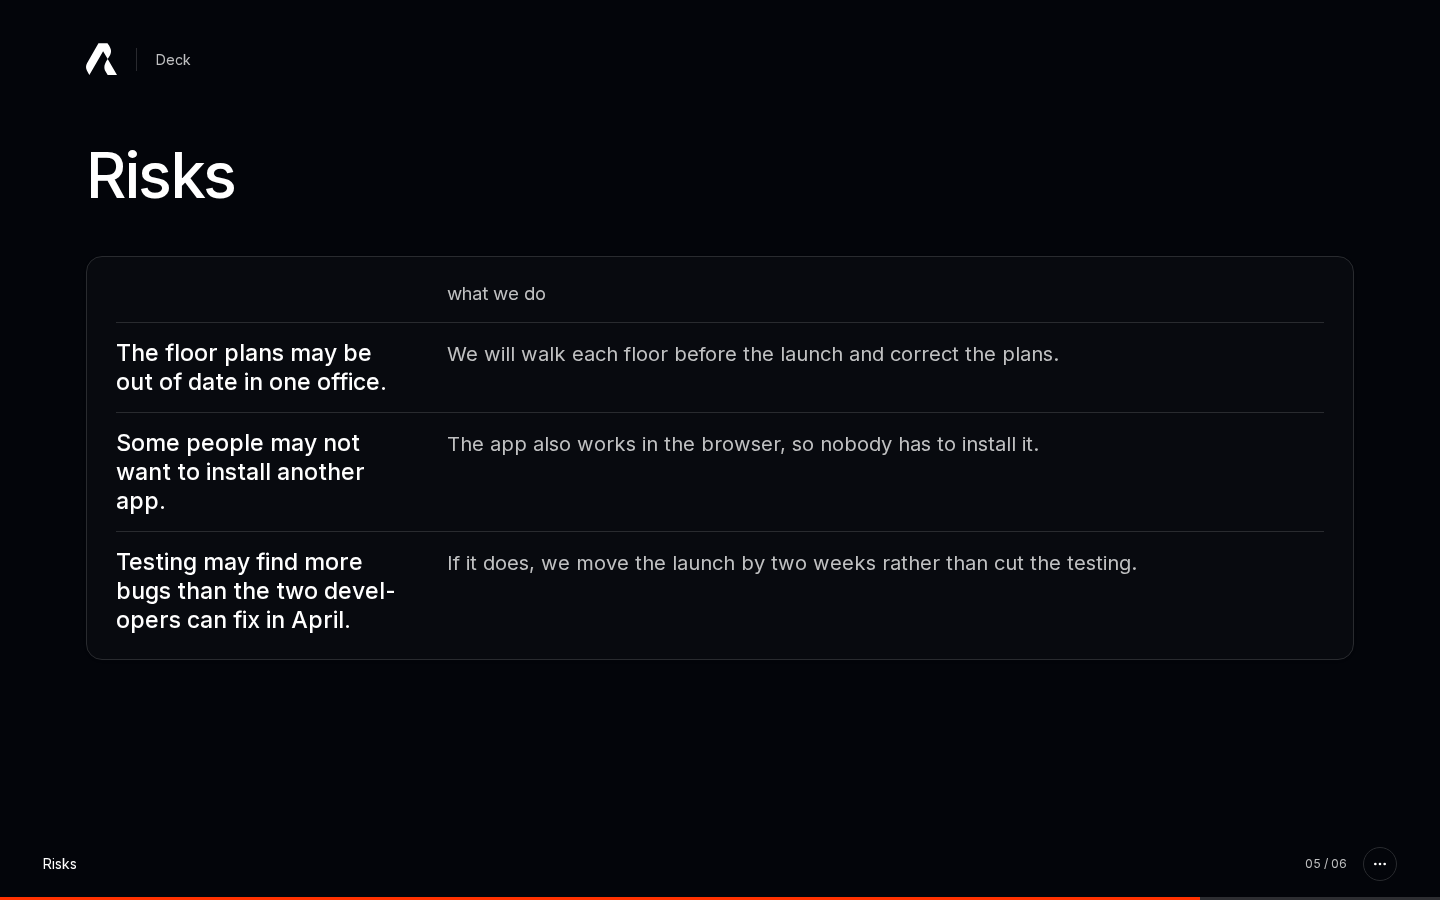 Deck
Risks
what we do
The floor plans may be
out of date in one office.
We will walk each floor before the launch and correct the plans.
Some people may not
want to install another
app.
The app also works in the browser, so nobody has to install it.
Testing may find more
bugs than the two devel-
opers can fix in April.
If it does, we move the launch by two weeks rather than cut the testing.
Risks
05 / 06